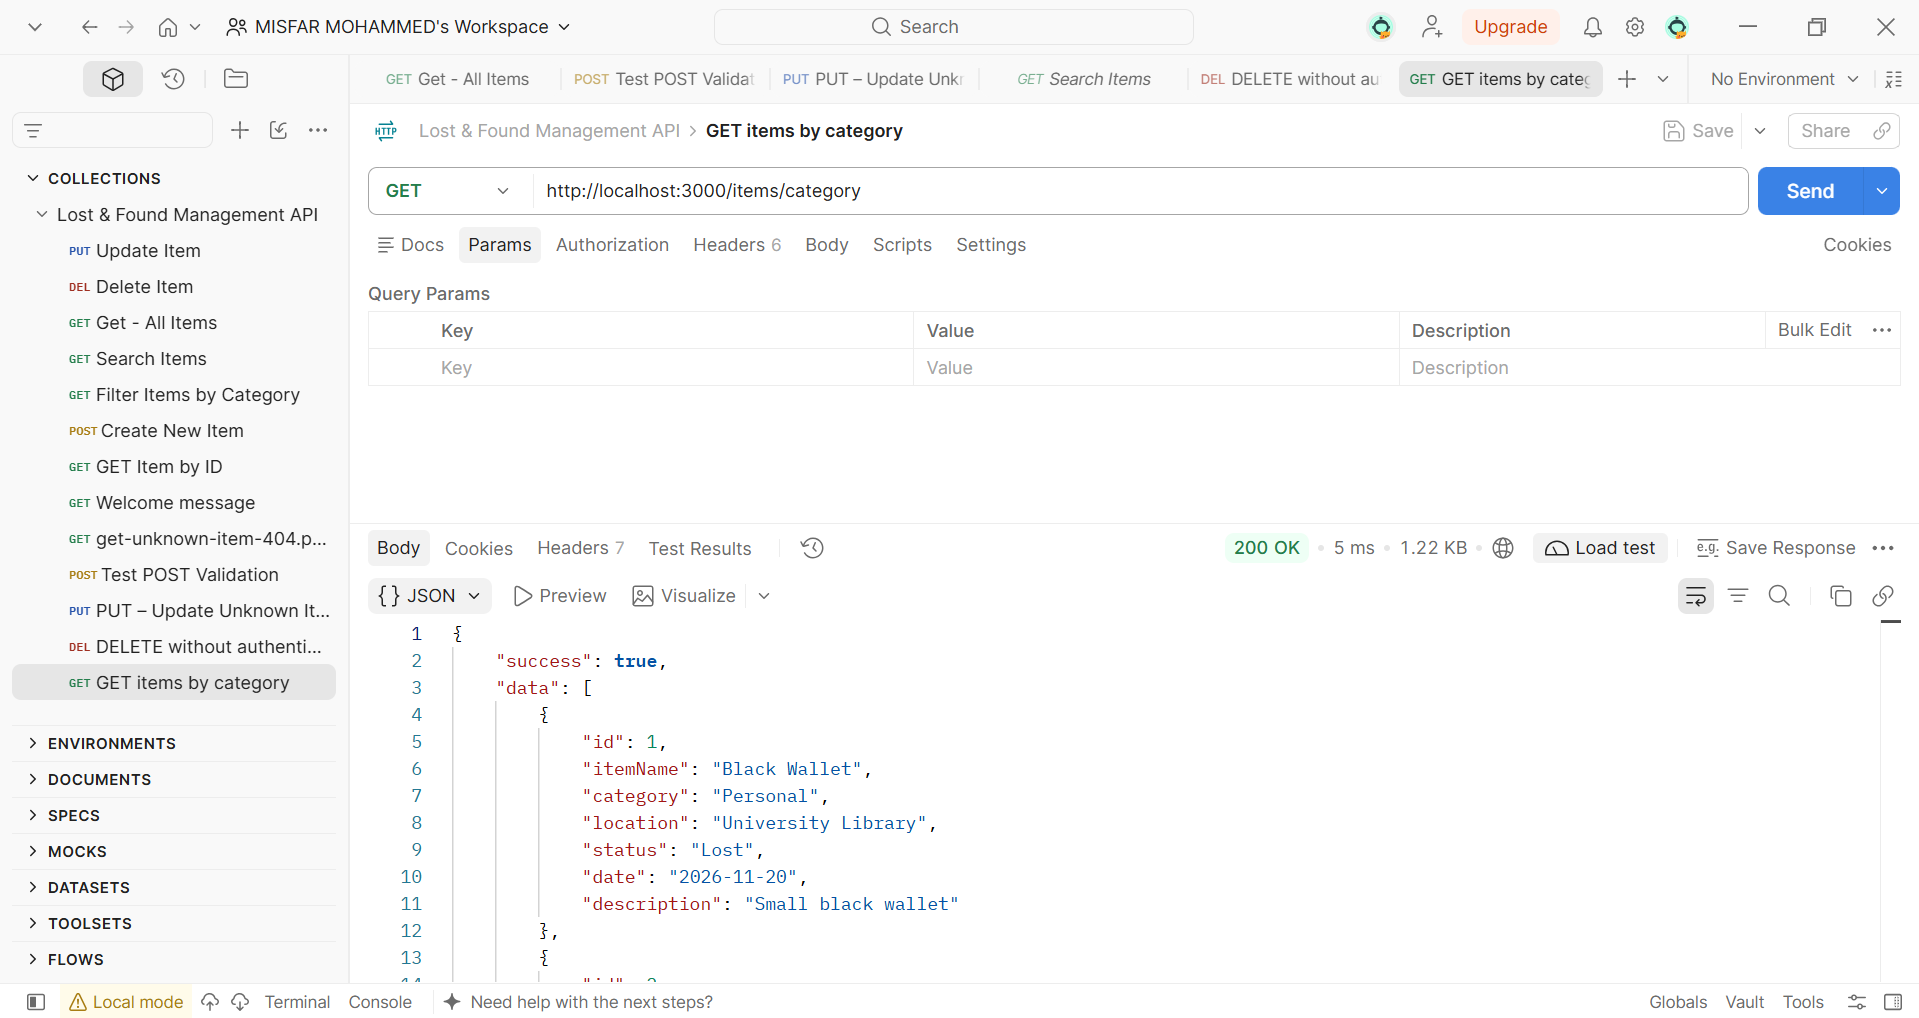 MISFAR MOHAMMED's Workspace
Search
Upgrade
GET Get - All Items
POST Test POST Validat
PUT PUT – Update Unkr
GET Search Items
DEL DELETE without au
GET GET items by categ
No Environment
HTTP Lost & Found Management API > GET items by category
Save
Share
COLLECTIONS
Lost & Found Management API
PUT Update Item
DEL Delete Item
GET Get - All Items
GET Search Items
GET Filter Items by Category
POST Create New Item
GET GET Item by ID
GET Welcome message
GET get-unknown-item-404.p...
POST Test POST Validation
PUT PUT – Update Unknown It...
DEL DELETE without authenti...
GET GET items by category
ENVIRONMENTS
DOCUMENTS
SPECS
MOCKS
DATASETS
TOOLSETS
FLOWS
GET http://localhost:3000/items/category
Send
Docs Params Authorization Headers 6 Body Scripts Settings Cookies
Query Params
Key Value Description Bulk Edit
Key Value Description
Body Cookies Headers 7 Test Results
200 OK • 5 ms • 1.22 KB •
Load test
e.g. Save Response
{} JSON Preview Visualize
1 {
2 "success": true,
3 "data": [
4 {
5 "id": 1,
6 "itemName": "Black Wallet",
7 "category": "Personal",
8 "location": "University Library",
9 "status": "Lost",
10 "date": "2026-11-20",
11 "description": "Small black wallet"
12 },
13 {
Local mode
Terminal Console
Need help with the next steps?
Globals Vault Tools